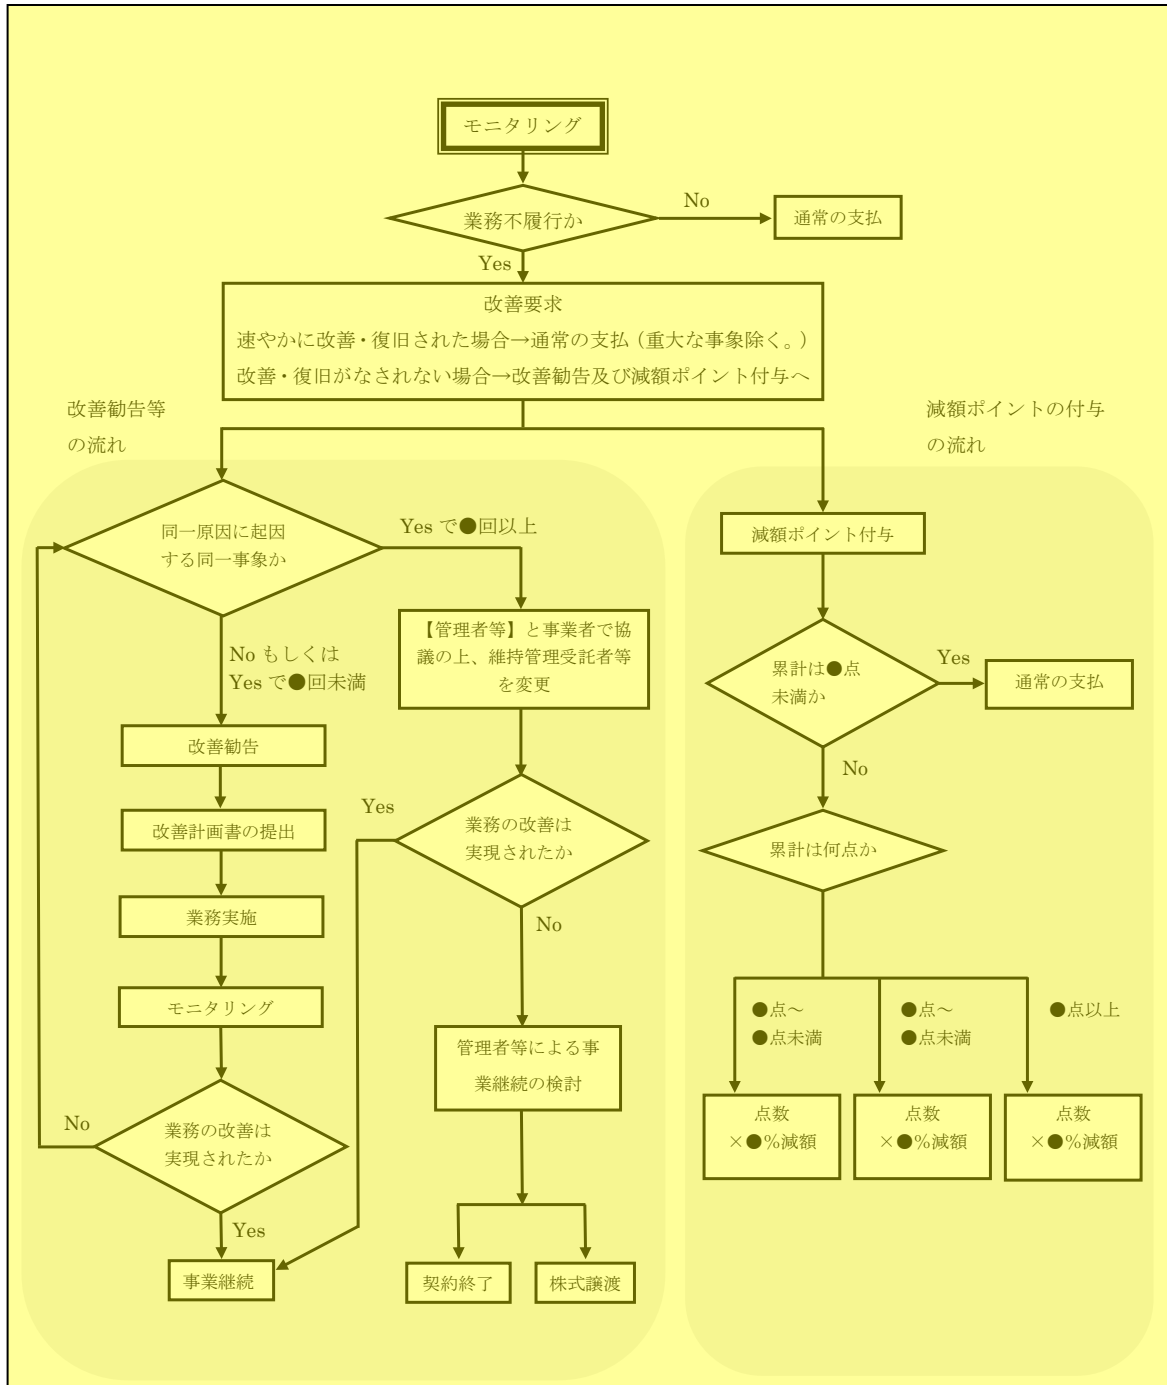 モニタリング
業務不履行か
No
通常の支払
Yes
改善要求
速やかに改善・復旧された場合→通常の支払（重大な事象除く。）
改善・復旧がなされない場合→改善勧告及び減額ポイント付与へ
改善勧告等
の流れ
減額ポイントの付与
の流れ
同一原因に起因
する同一事象か
Yes で●回以上
No もしくは
Yes で●回未満
【管理者等】と事業者で協
議の上、維持管理受託者等
を変更
改善勧告
改善計画書の提出
業務実施
モニタリング
業務の改善は
実現されたか
No
Yes
事業継続
Yes
業務の改善は
実現されたか
No
管理者等による事
業継続の検討
契約終了
株式譲渡
減額ポイント付与
累計は●点
未満か
Yes
通常の支払
No
累計は何点か
●点～
●点未満
●点～
●点未満
●点以上
点数
×●％減額
点数
×●％減額
点数
×●％減額